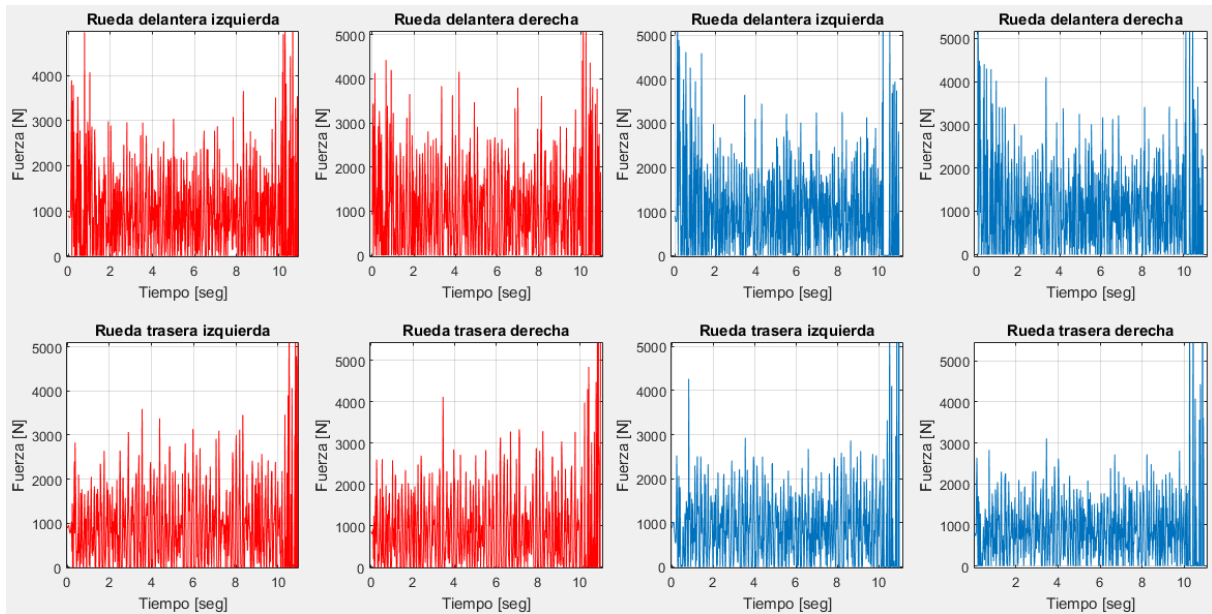 Rueda delantera izquierda
Fuerza [N]
4000
3000
2000
1000
0
0 2 4 6 8 10
Tiempo [seg]
Rueda delantera derecha
Fuerza [N]
5000
4000
3000
2000
1000
0
0 2 4 6 8 10
Tiempo [seg]
Rueda delantera izquierda
Fuerza [N]
5000
4000
3000
2000
1000
0
0 2 4 6 8 10
Tiempo [seg]
Rueda delantera derecha
Fuerza [N]
5000
4000
3000
2000
1000
0
0 2 4 6 8 10
Tiempo [seg]
Rueda trasera izquierda
Fuerza [N]
5000
4000
3000
2000
1000
0
0 2 4 6 8 10
Tiempo [seg]
Rueda trasera derecha
Fuerza [N]
5000
4000
3000
2000
1000
0
0 2 4 6 8 10
Tiempo [seg]
Rueda trasera izquierda
Fuerza [N]
5000
4000
3000
2000
1000
0
0 2 4 6 8 10
Tiempo [seg]
Rueda trasera derecha
Fuerza [N]
5000
4000
3000
2000
1000
0
2 4 6 8 10
Tiempo [seg]